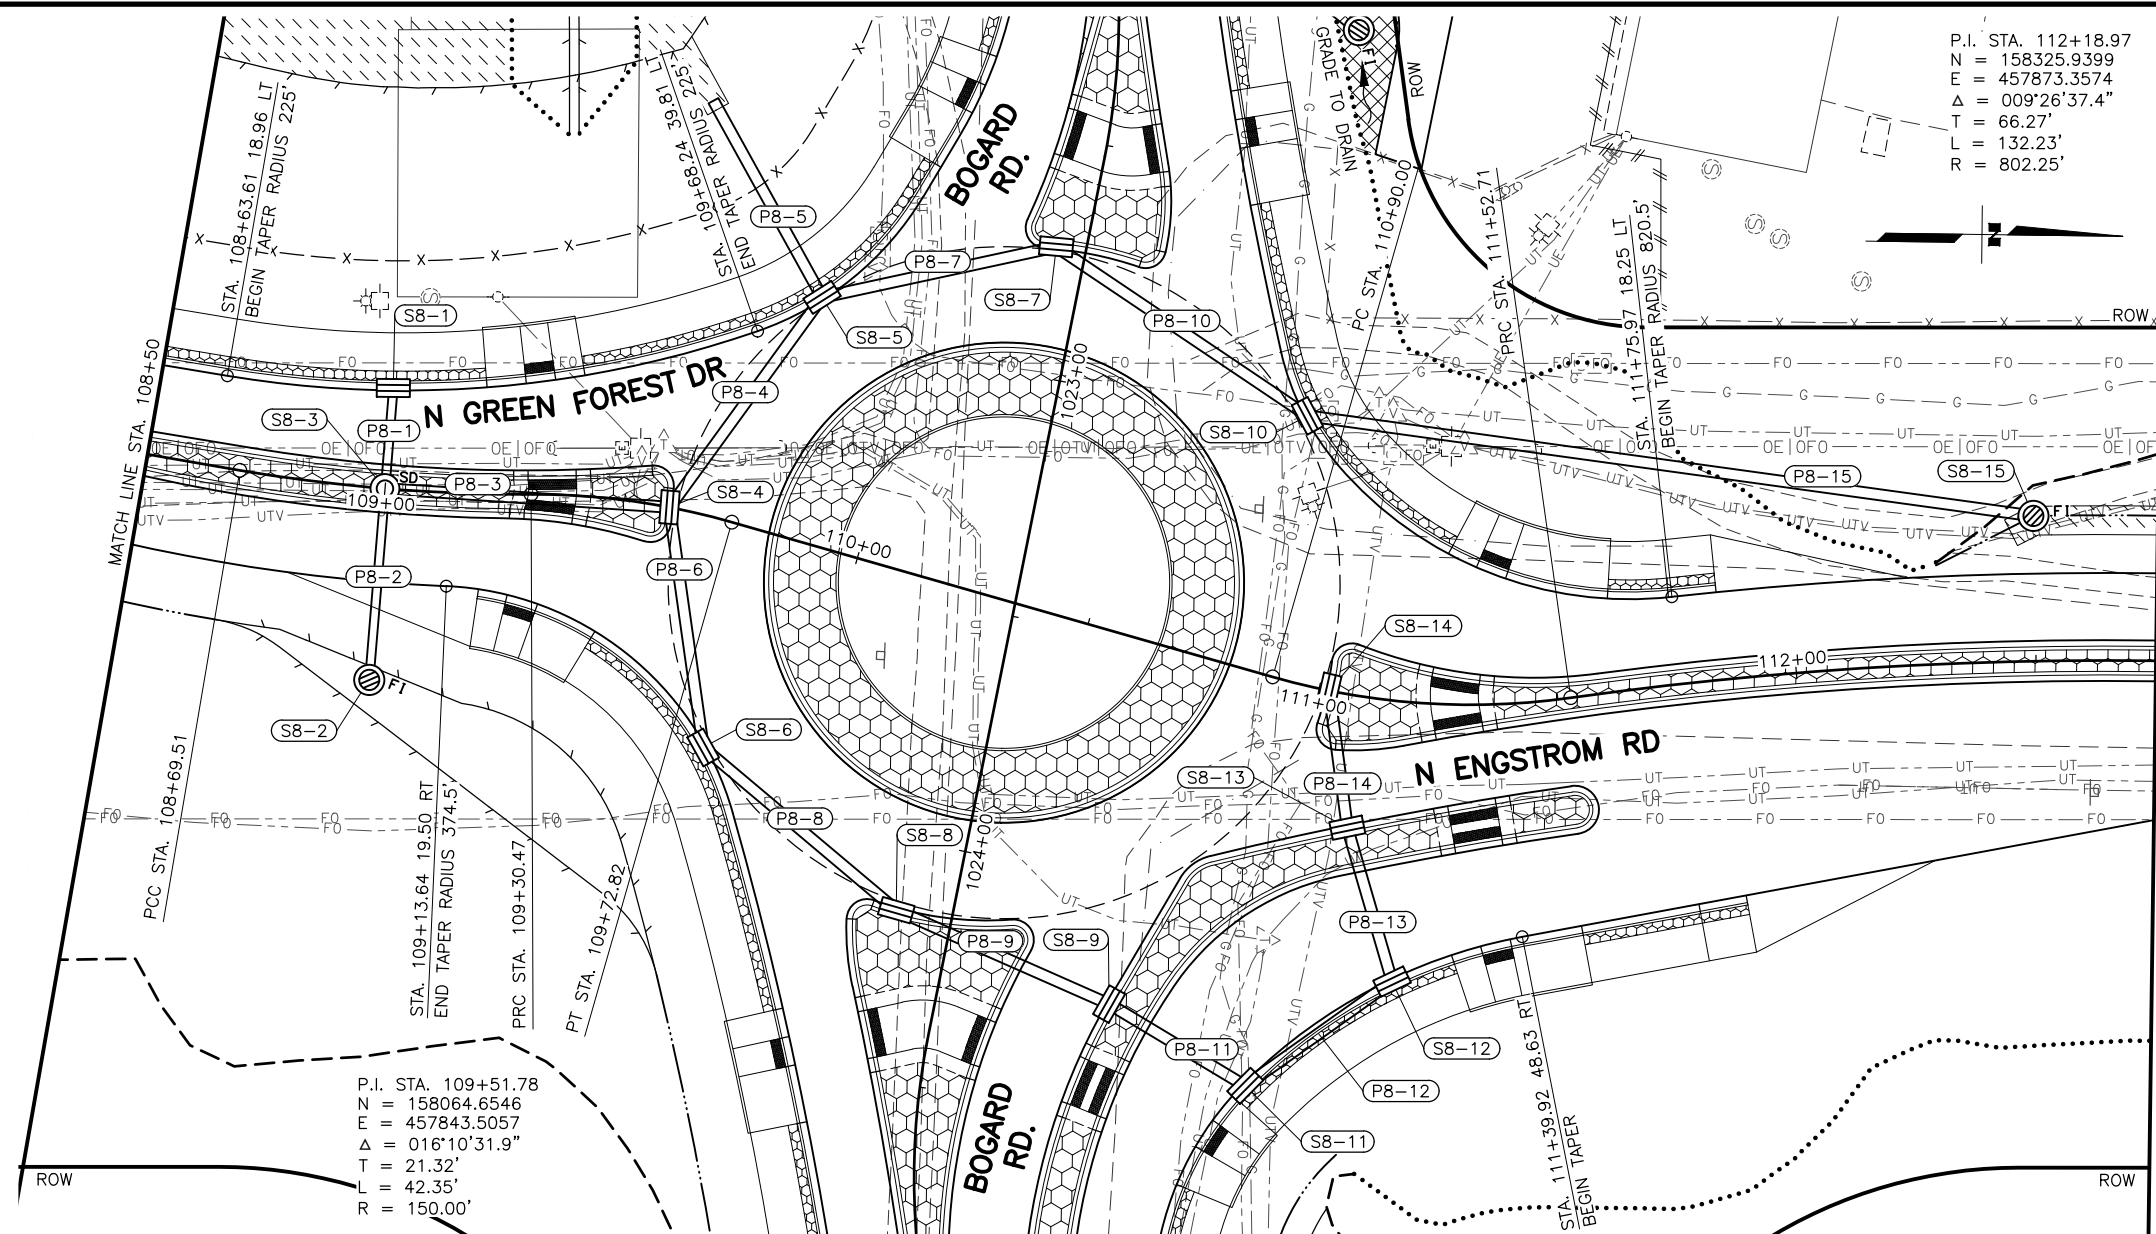 P.I. STA. 112+18.97
N = 158325.9399
E = 457873.3574
Δ = 009°26'37.4"
T = 66.27'
L = 132.23'
R = 802.25'
N
ROW
ROW
GRADE TO DRAIN
FI
BOGARD
RD.
STA. 108+63.61 18.96 LT
BEGIN TAPER RADIUS 225'
STA. 109+68.24 39.81 LT
END TAPER RADIUS 225'
PC STA. 110+90.00
PRC STA. 111+52.71
STA. 111+75.97 18.25 LT
BEGIN TAPER RADIUS 820.5'
MATCH LINE STA. 108+50
P8-5
P8-7
S8-7
S8-1
S8-5
P8-10
N GREEN FOREST DR
P8-4
1023+00
S8-3
P8-1
S8-10
SD
P8-3
S8-4
109+00
P8-15
S8-15
FI
110+00
P8-2
P8-6
S8-14
FI
S8-2
S8-6
111+00
112+00
N ENGSTROM RD
S8-13
P8-14
P8-8
S8-8
1024+00
PCC STA. 108+69.51
STA. 109+13.64 19.50 RT
END TAPER RADIUS 374.5'
PRC STA. 109+30.47
PT STA. 109+72.82
P8-9
S8-9
P8-13
P8-11
S8-12
P8-12
S8-11
STA. 111+39.92 48.63 RT
BEGIN TAPER
BOGARD
RD.
P.I. STA. 109+51.78
N = 158064.6546
E = 457843.5057
Δ = 016°10'31.9"
T = 21.32'
L = 42.35'
R = 150.00'
ROW
ROW